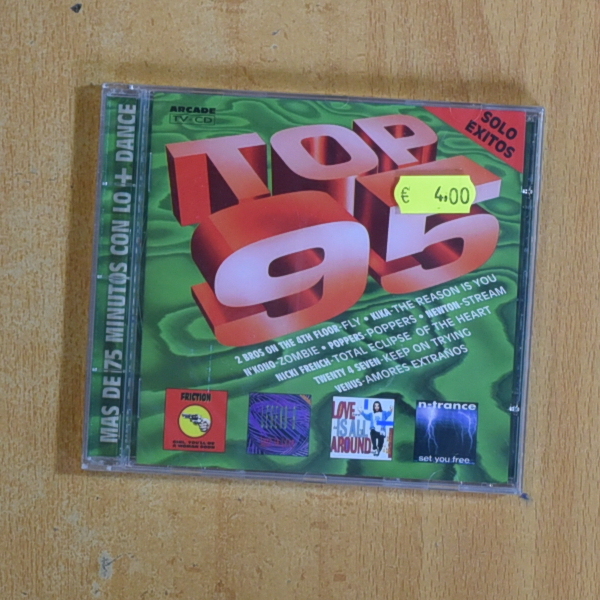 MAS DE 75 MINUTOS CON LO + DANCE
ARCADE
TV-CD
SOLO
EXITOS
TOP
95
€ 4.00
2 BROS ON THE 4TH FLOOR-FLY • KIKA-THE REASON IS YOU
N'KONO-ZOMBIE • POPPERS-POPPERS • NEWTON-STREAM
NICKI FRENCH-TOTAL ECLIPSE OF THE HEART
TWENTY 4 SEVEN-KEEP ON TRYING
VENUS-AMORES EXTRAÑOS
FRICTION
LOVE
IS ALL
AROUND
n-trance
set you free